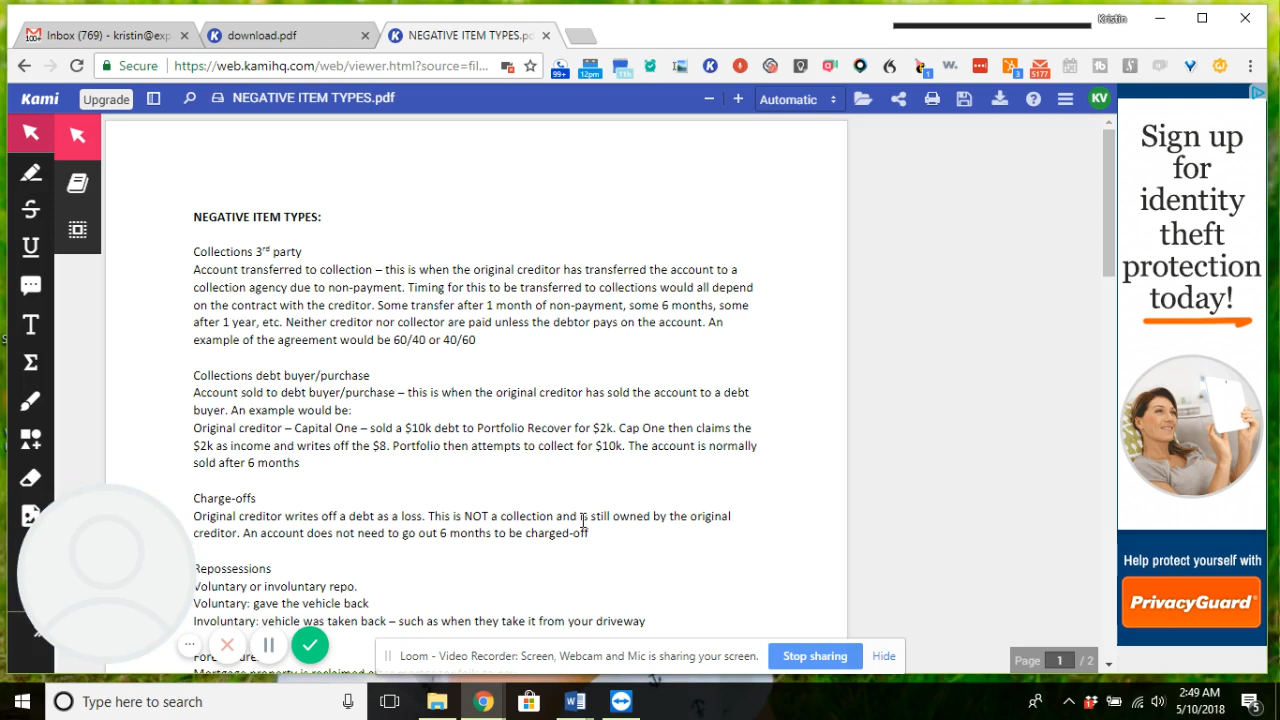 Inbox (769) - kristin@exp
download.pdf
NEGATIVE ITEM TYPES.pd
Kristin
100+
Secure
https://web.kamihq.com/web/viewer.html?source=fil...
99+
12pm
11h
1
3
5177
Kami
Upgrade
NEGATIVE ITEM TYPES.pdf
Automatic
KV
NEGATIVE ITEM TYPES:
Collections 3rd party
Account transferred to collection – this is when the original creditor has transferred the account to a
collection agency due to non-payment. Timing for this to be transferred to collections would all depend
on the contract with the creditor. Some transfer after 1 month of non-payment, some 6 months, some
after 1 year, etc. Neither creditor nor collector are paid unless the debtor pays on the account. An
example of the agreement would be 60/40 or 40/60
Collections debt buyer/purchase
Account sold to debt buyer/purchase – this is when the original creditor has sold the account to a debt
buyer. An example would be:
Original creditor – Capital One – sold a $10k debt to Portfolio Recover for $2k. Cap One then claims the
$2k as income and writes off the $8. Portfolio then attempts to collect for $10k. The account is normally
sold after 6 months
Charge-offs
Original creditor writes off a debt as a loss. This is NOT a collection and is still owned by the original
creditor. An account does not need to go out 6 months to be charged-off
Repossessions
Voluntary or involuntary repo.
Voluntary: gave the vehicle back
Involuntary: vehicle was taken back – such as when they take it from your driveway
Mortgage property is reclaimed
Sign up
for
identity
theft
protection
today!
Help protect yourself with
PrivacyGuard
Loom - Video Recorder: Screen, Webcam and Mic is sharing your screen.
Stop sharing
Hide
Page 1 / 2
Type here to search
2:49 AM
5/10/2018
5